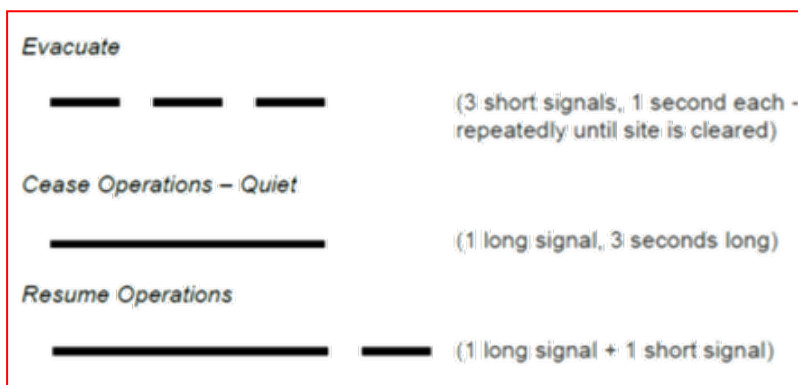 Evacuate
(3 short signals, 1 second each -
repeatedly until site is cleared)
Cease Operations – Quiet
(1 long signal, 3 seconds long)
Resume Operations
(1 long signal + 1 short signal)